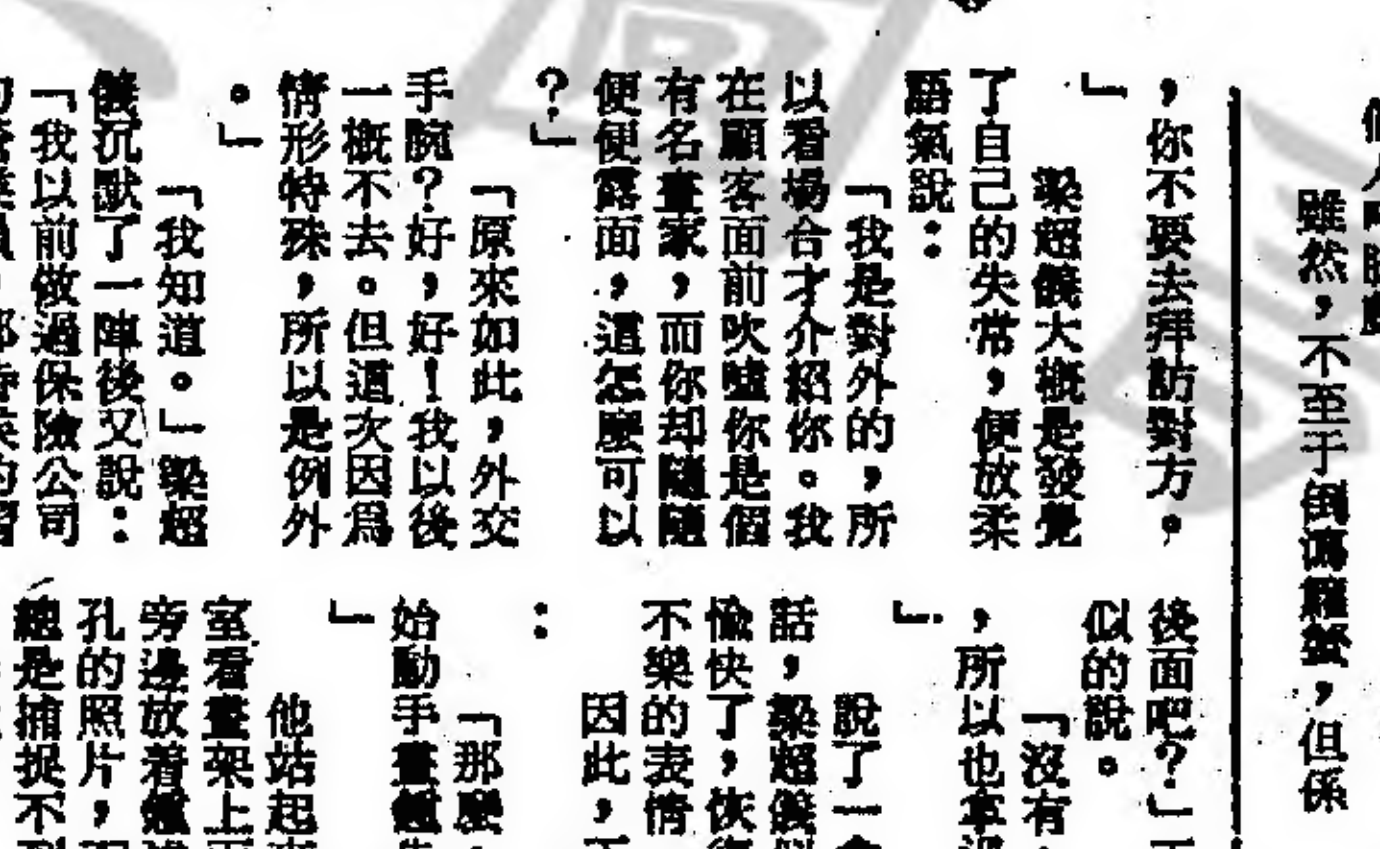 雖然，不至于倒瀉籮蟹，但係
，你不要去拜訪對方。
」
梁超儀大概是發覺
了自己的失常，便放柔
語氣說：
「我是對外的，所
以看場合才介紹你。我
在顧客面前吹噓你是個
有名畫家，而你却隨隨
便便露面，這怎麼可以
？」
「原來如此，外交
手腕？好，好！我以後
一概不去。但這次因為
情形特殊，所以是例外
。」
「我知道。」梁超
儀沉默了一陣後又說：
「我以前做過保險公司
後面吧？」
似的說。
「沒有
，所以也拿
」
說了一會
話，梁超儀似
愉快了，恢
不樂的表情
因此，
：
「那麼
始動手畫
」
他站起
室看畫架上
旁邊放着
孔的照片，
總是捕捉不到